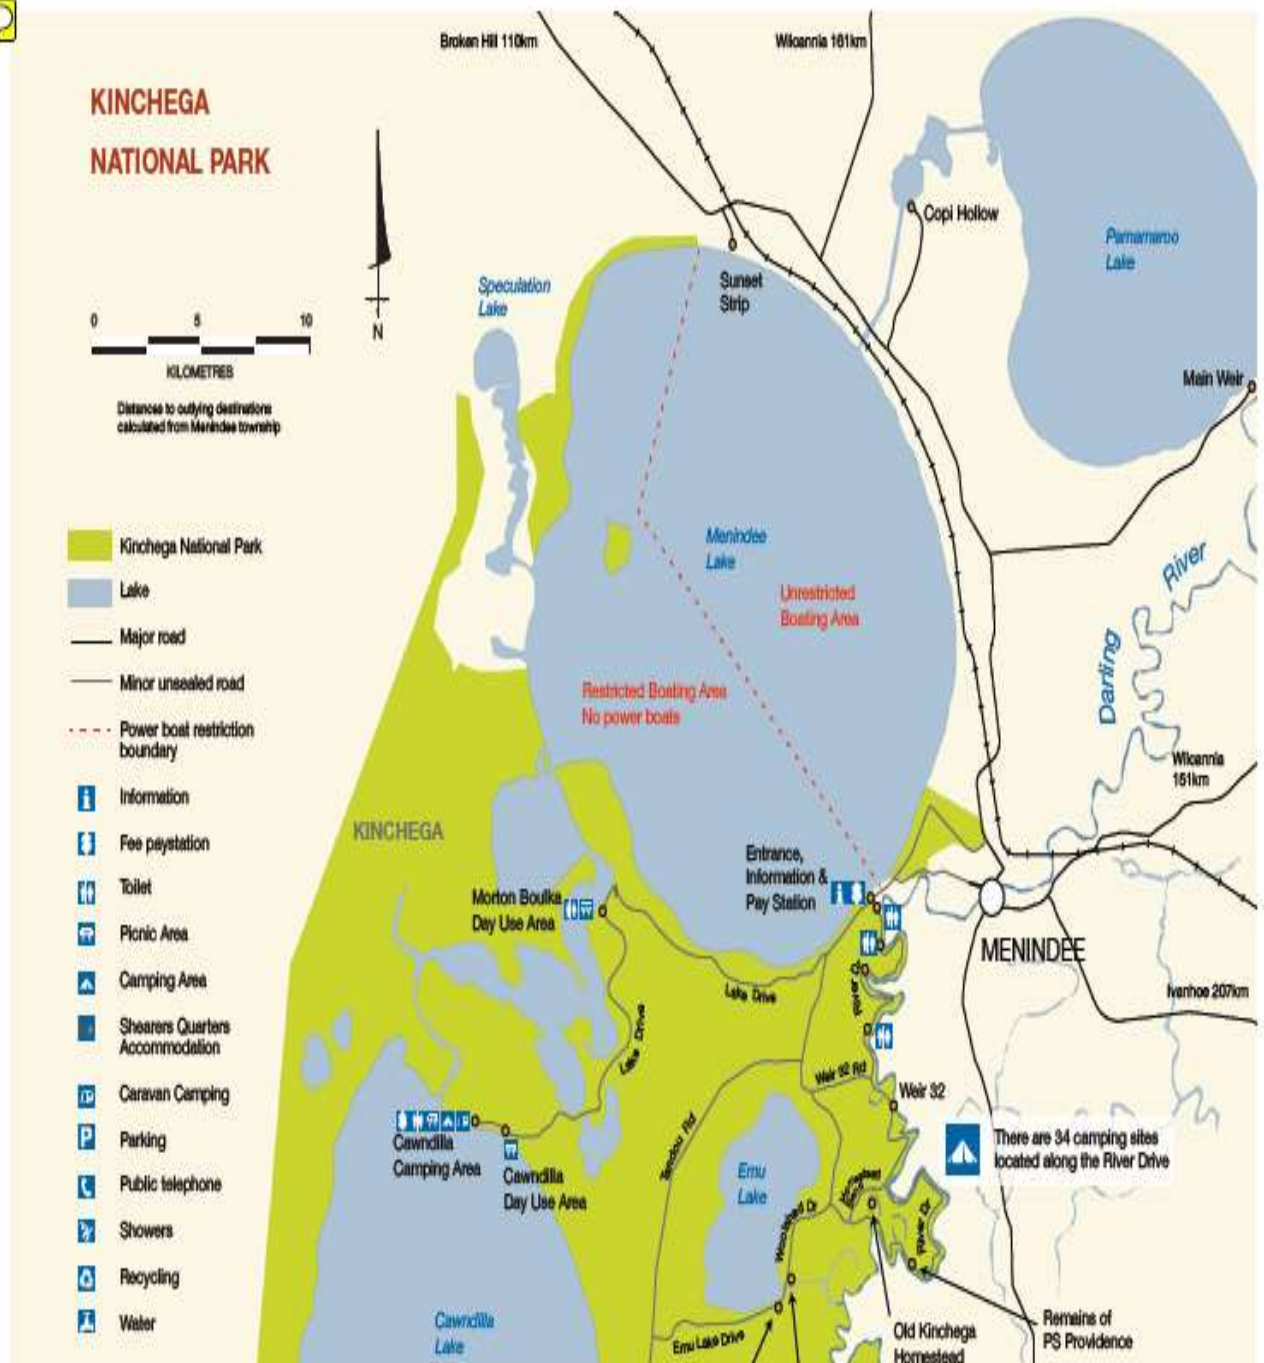 Broken Hill 110km
Wilcannia 161km
KINCHEGA
NATIONAL PARK
Copi Hollow
Pamamaroo
Lake
Speculation
Lake
Sunset
Strip
0 5 10
KILOMETRES
Distances to outlying destinations
calculated from Menindee township
N
Main Weir
Menindee
Lake
Unrestricted
Boating Area
Restricted Boating Area
No power boats
Darling
River
Wilcannia
151km
Kinchega National Park
Lake
Major road
Minor unsealed road
Power boat restriction
boundary
Information
Fee paystation
Toilet
Picnic Area
Camping Area
Shearers Quarters
Accommodation
Caravan Camping
P
Parking
Public telephone
Showers
Recycling
Water
KINCHEGA
Entrance,
Information &
Pay Station
Morton Boulka
Day Use Area
MENINDEE
Ivanhoe 207km
Lake Drive
Lake Drive
River Dr
Weir 32 Rd
Weir 32
There are 34 camping sites
located along the River Drive
Cawndilla
Camping Area
Cawndilla
Day Use Area
Tandou Rd
Emu
Lake
Woolshed Dr
River Dr
Emu Lake Drive
Old Kinchega
Homestead
Remains of
PS Providence
Cawndilla
Lake